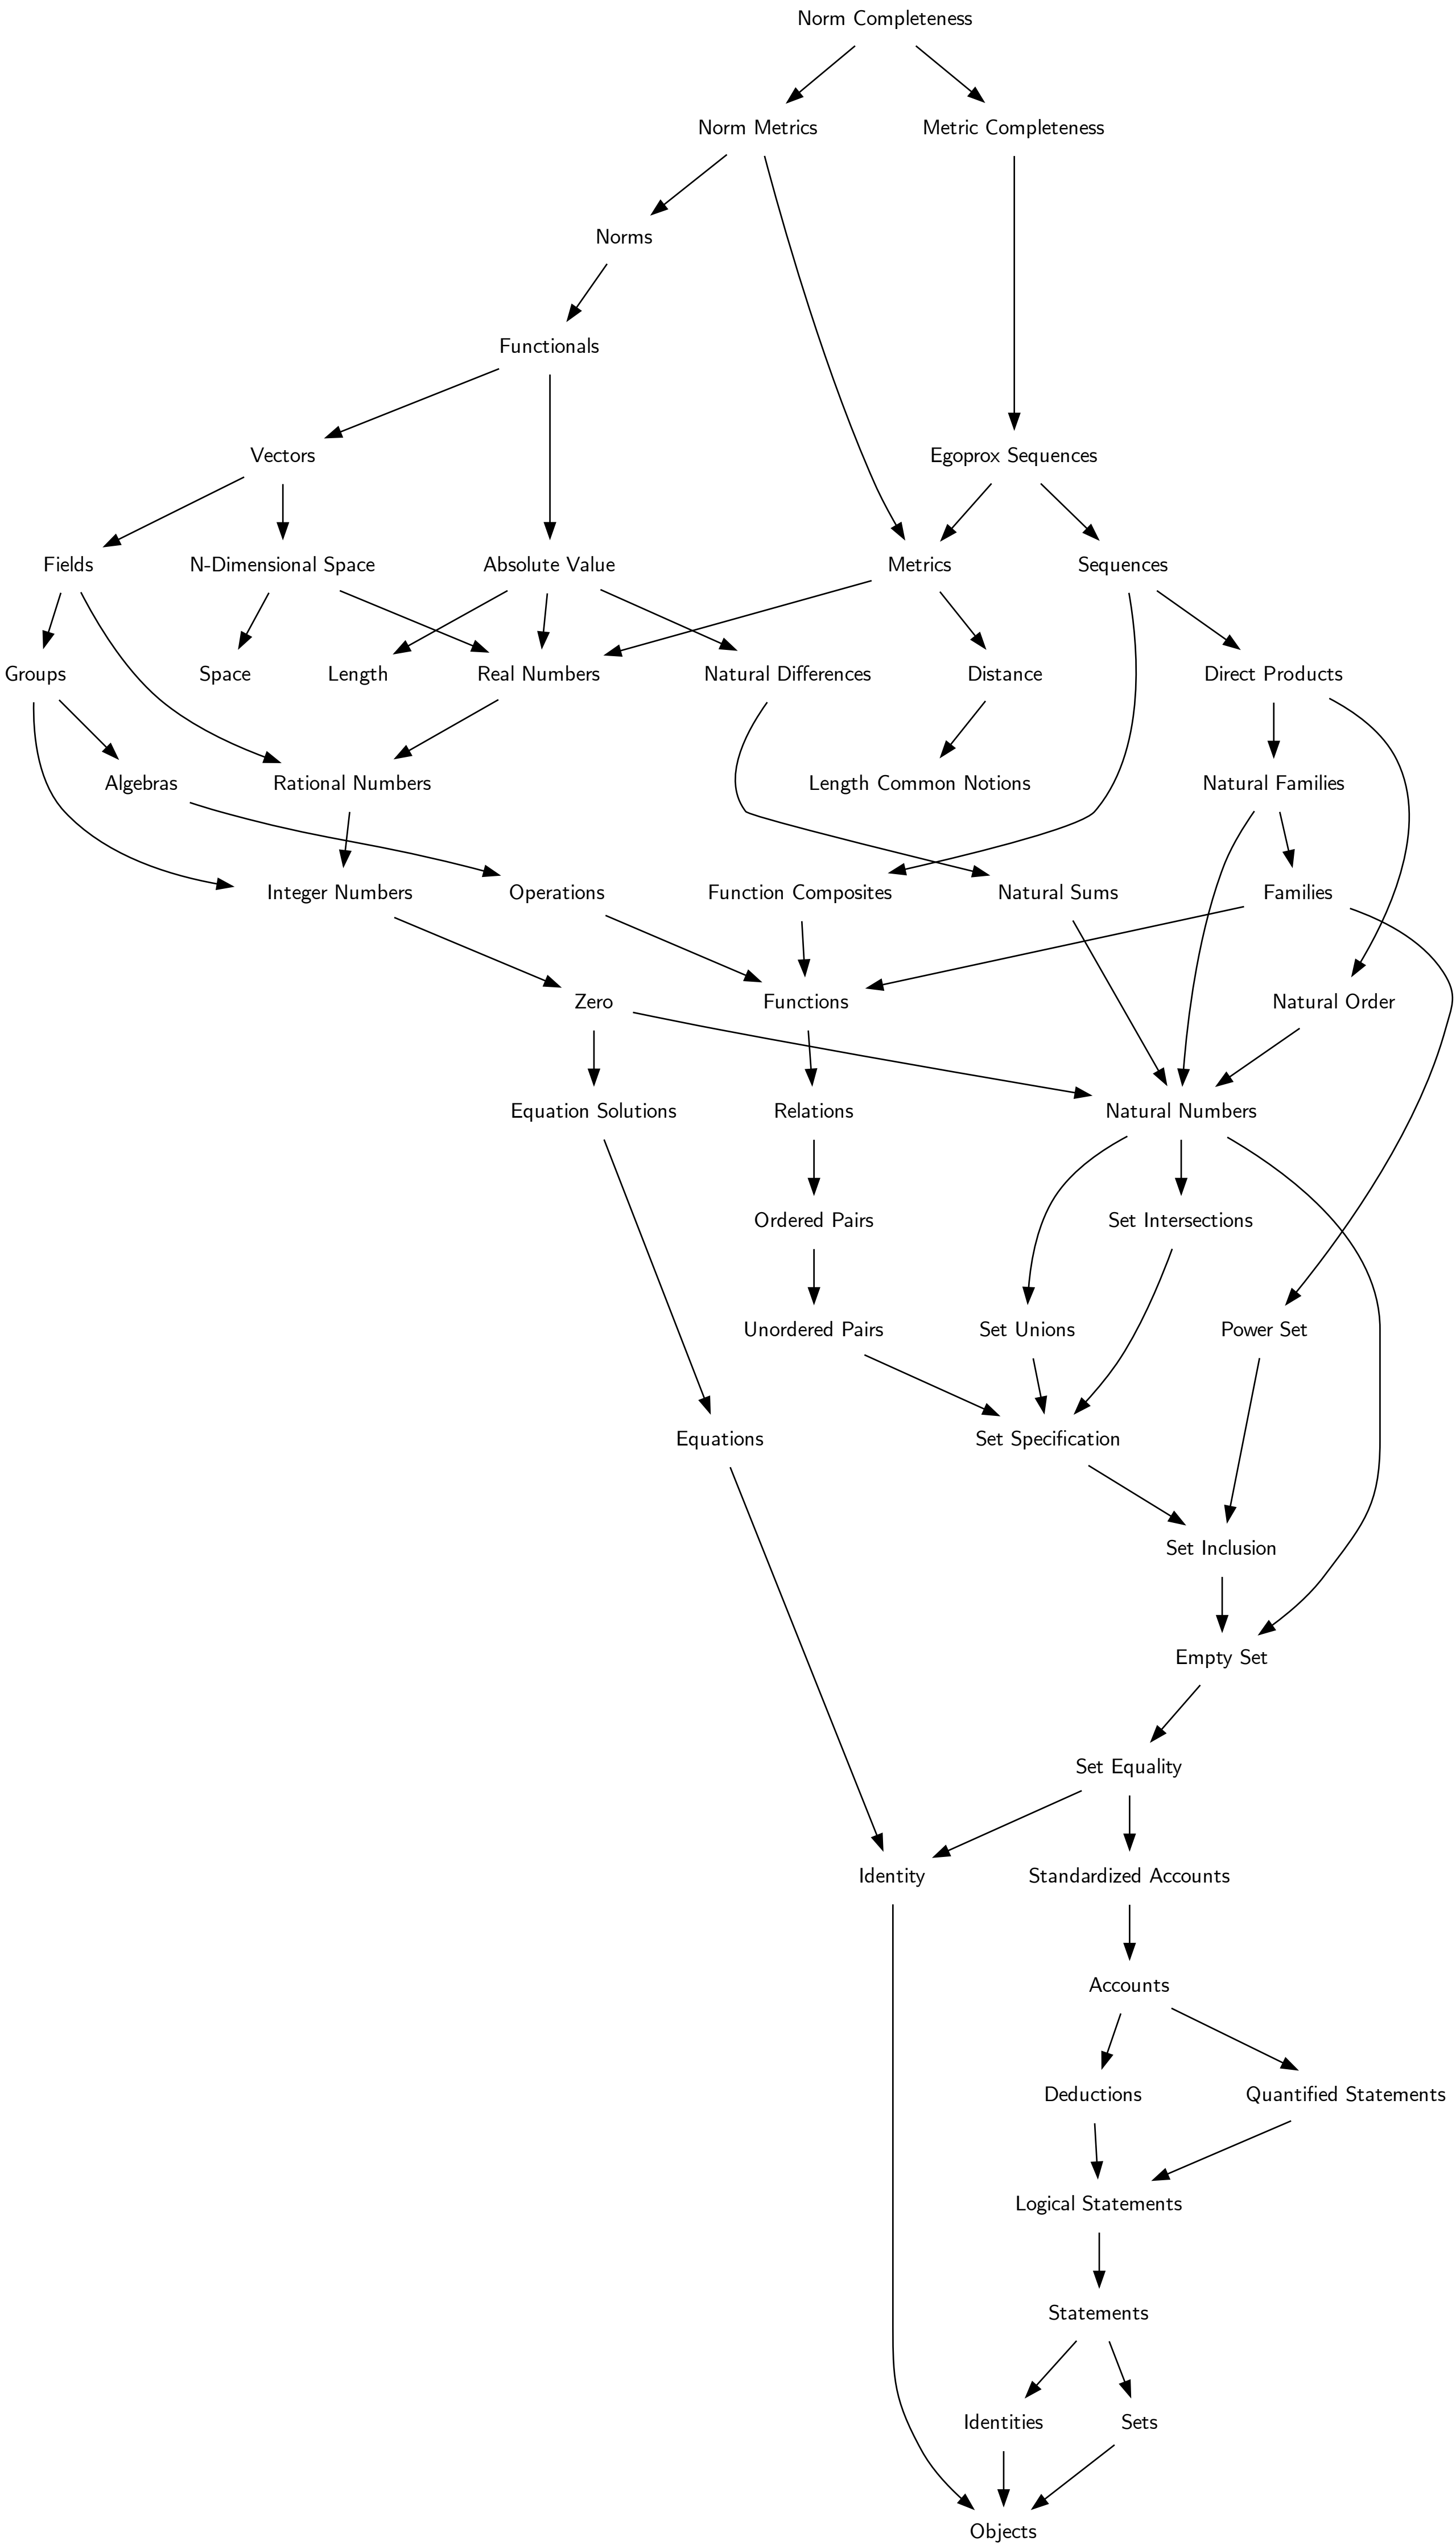 Norm Completeness
Norm Metrics
Metric Completeness
Norms
Functionals
Vectors
Egoprox Sequences
Fields
N-Dimensional Space
Absolute Value
Metrics
Sequences
Groups
Space
Length
Real Numbers
Natural Differences
Distance
Direct Products
Algebras
Rational Numbers
Length Common Notions
Natural Families
Integer Numbers
Operations
Function Composites
Natural Sums
Families
Zero
Functions
Natural Order
Equation Solutions
Relations
Natural Numbers
Ordered Pairs
Set Intersections
Unordered Pairs
Set Unions
Power Set
Equations
Set Specification
Set Inclusion
Empty Set
Set Equality
Identity
Standardized Accounts
Accounts
Deductions
Quantified Statements
Logical Statements
Statements
Identities
Sets
Objects